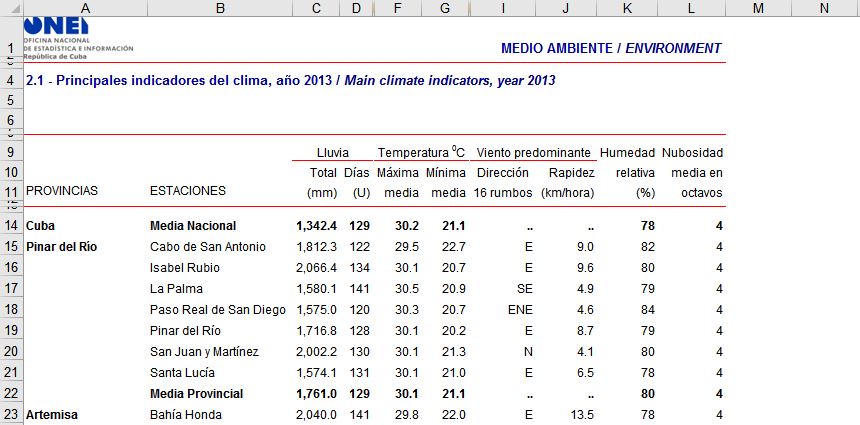 A B C D F G I J K L M N
ONEI
OFICINA NACIONAL
DE ESTADÍSTICA E INFORMACIÓN
República de Cuba
1 MEDIO AMBIENTE / ENVIRONMENT
4 2.1 - Principales indicadores del clima, año 2013 / Main climate indicators, year 2013
5
6
9 Lluvia Temperatura ⁰C Viento predominante Humedad Nubosidad
10 Total Días Máxima Mínima Dirección Rapidez relativa media en
11 PROVINCIAS ESTACIONES (mm) (U) media media 16 rumbos (km/hora) (%) octavos
14 Cuba Media Nacional 1,342.4 129 30.2 21.1 .. .. 78 4
15 Pinar del Río Cabo de San Antonio 1,812.3 122 29.5 22.7 E 9.0 82 4
16 Isabel Rubio 2,066.4 134 30.1 20.7 E 9.6 80 4
17 La Palma 1,580.1 141 30.5 20.9 SE 4.9 79 4
18 Paso Real de San Diego 1,575.0 120 30.3 20.7 ENE 4.6 84 4
19 Pinar del Río 1,716.8 128 30.1 20.2 E 8.7 79 4
20 San Juan y Martínez 2,002.2 130 30.1 21.3 N 4.1 80 4
21 Santa Lucía 1,574.1 131 30.1 21.0 E 6.5 78 4
22 Media Provincial 1,761.0 129 30.1 21.1 .. .. 80 4
23 Artemisa Bahía Honda 2,040.0 141 29.8 22.0 E 13.5 78 4